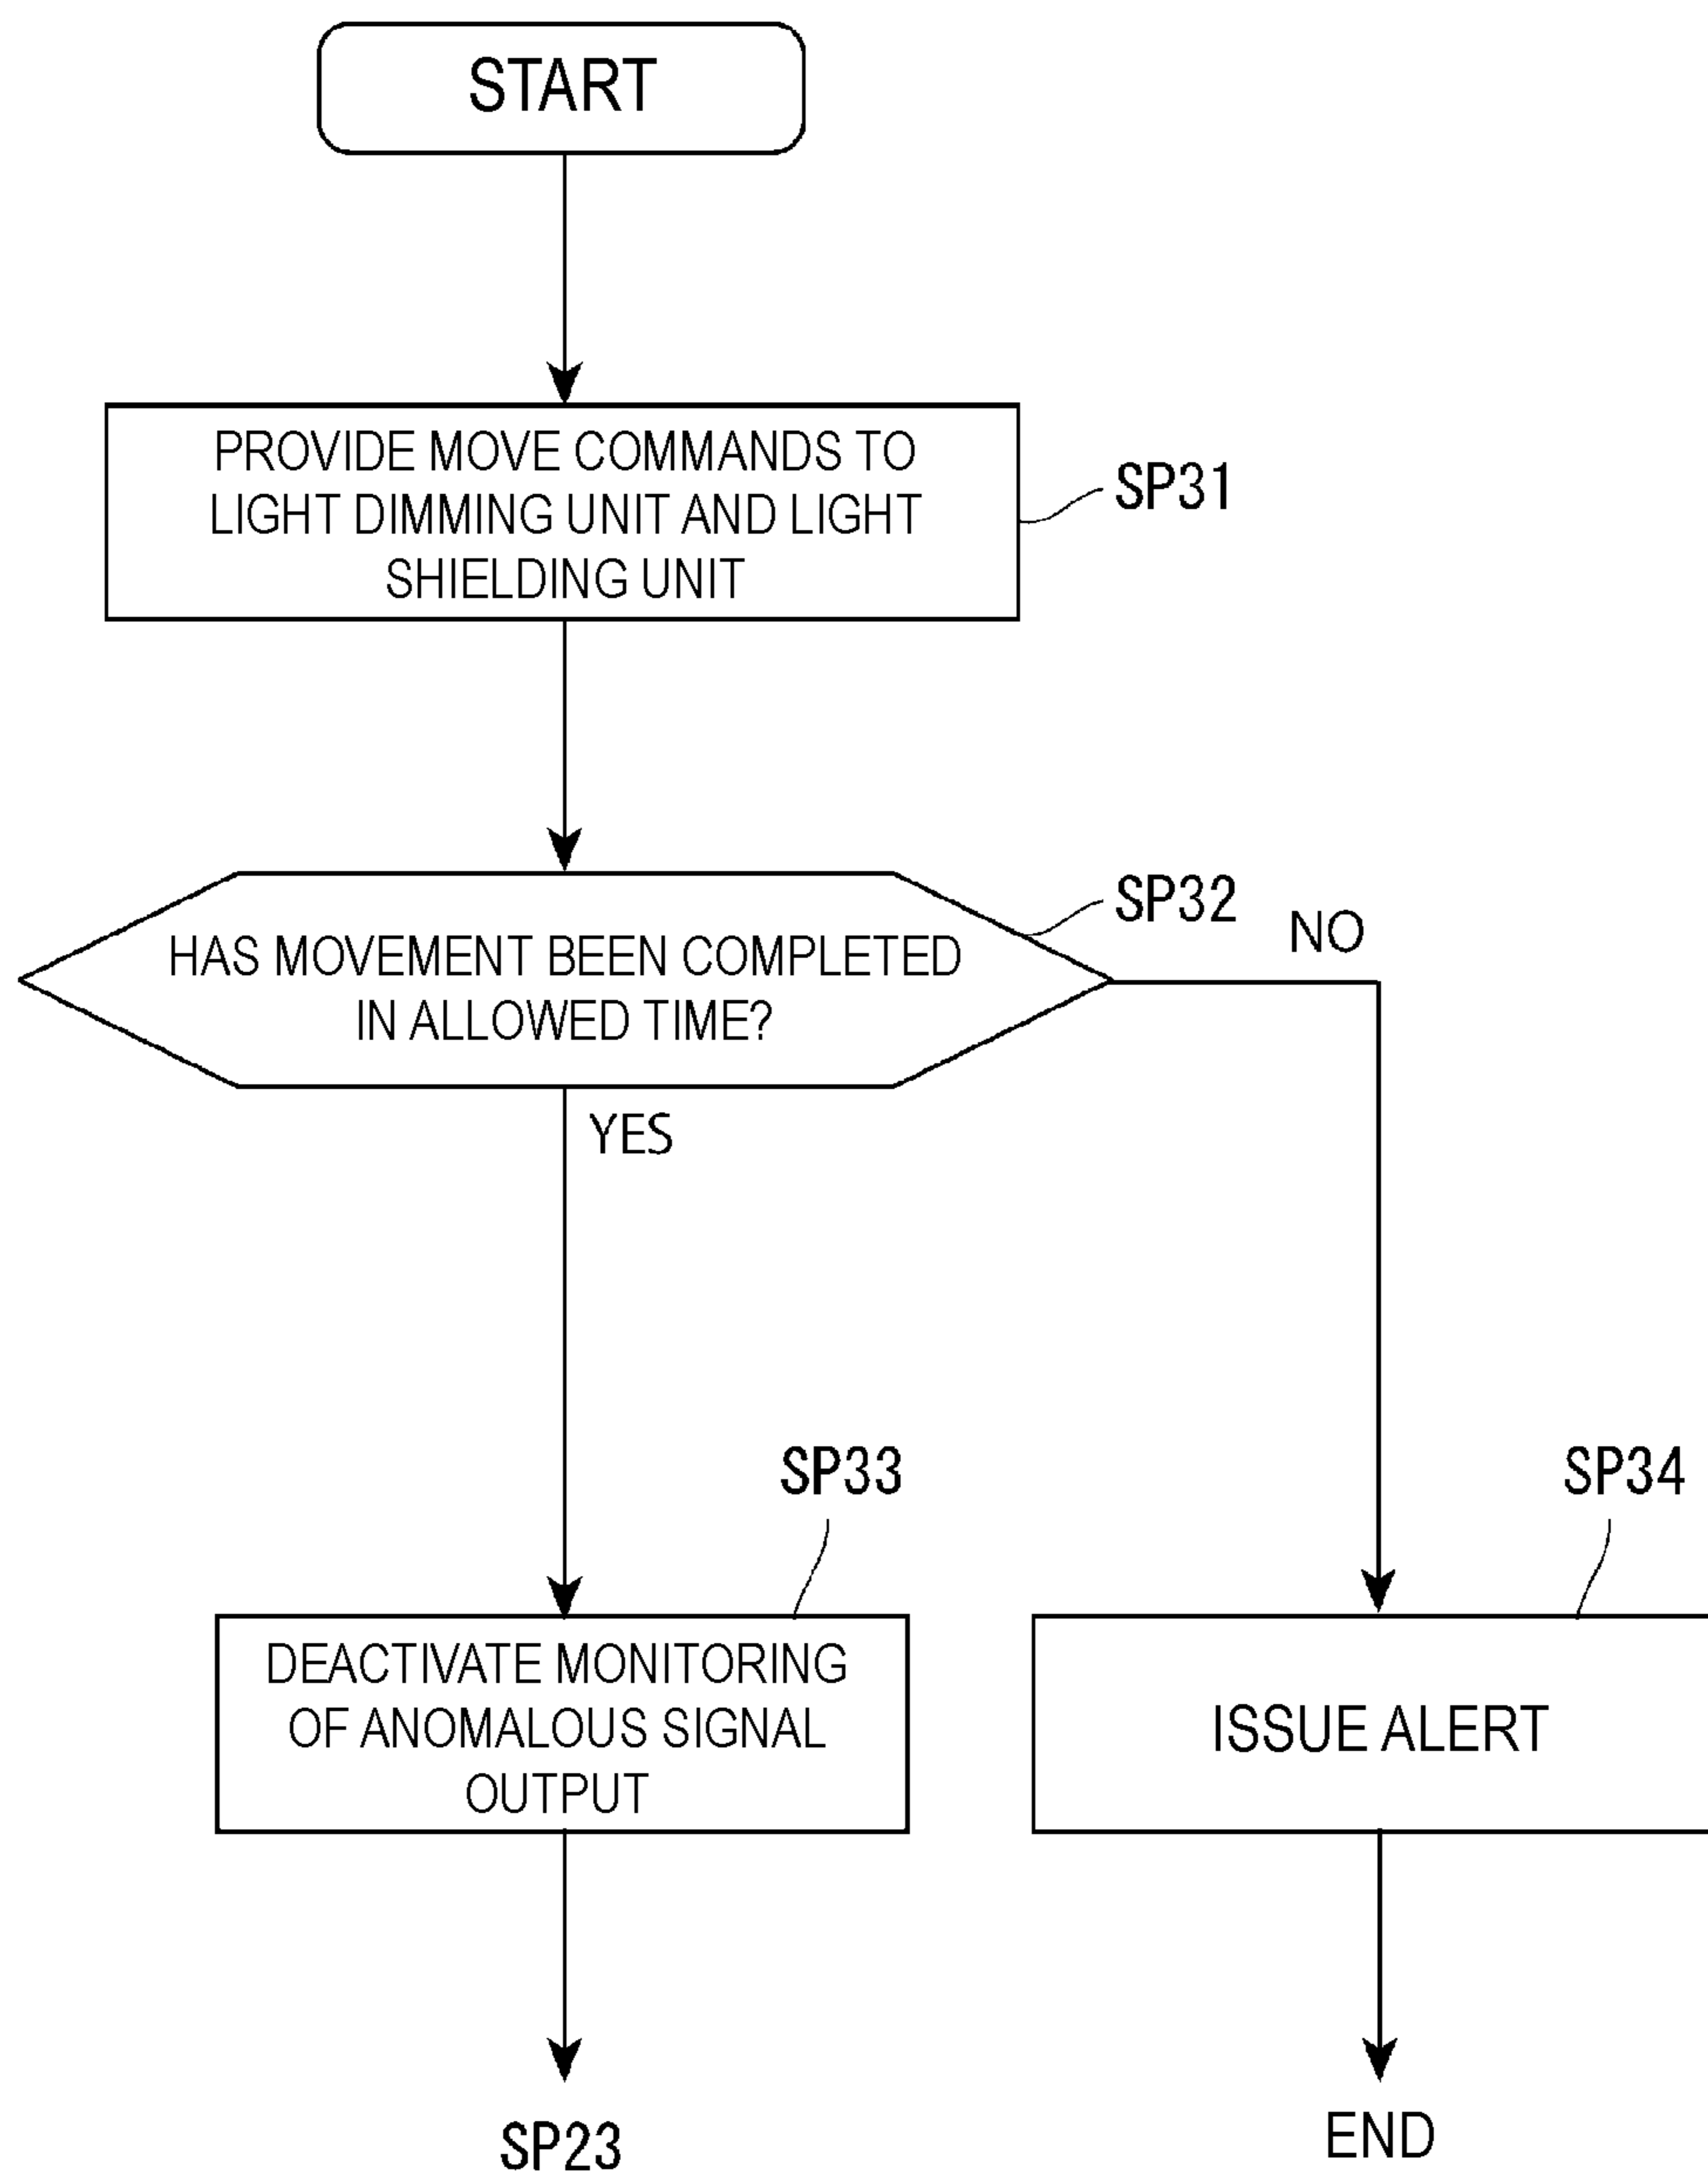 START
PROVIDE MOVE COMMANDS TO
LIGHT DIMMING UNIT AND LIGHT
SHIELDING UNIT
SP31
SP32
NO
HAS MOVEMENT BEEN COMPLETED
IN ALLOWED TIME?
YES
SP33
SP34
DEACTIVATE MONITORING
OF ANOMALOUS SIGNAL
OUTPUT
ISSUE ALERT
SP23
END